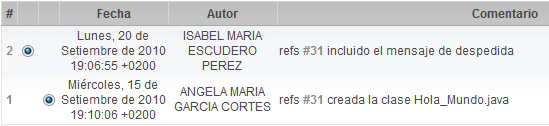 # Fecha Autor Comentario
2 Lunes, 20 de Setiembre de 2010 19:06:55 +0200 ISABEL MARIA ESCUDERO PEREZ refs #31 incluido el mensaje de despedida
1 Miércoles, 15 de Setiembre de 2010 19:10:06 +0200 ANGELA MARIA GARCIA CORTES refs #31 creada la clase Hola_Mundo.java